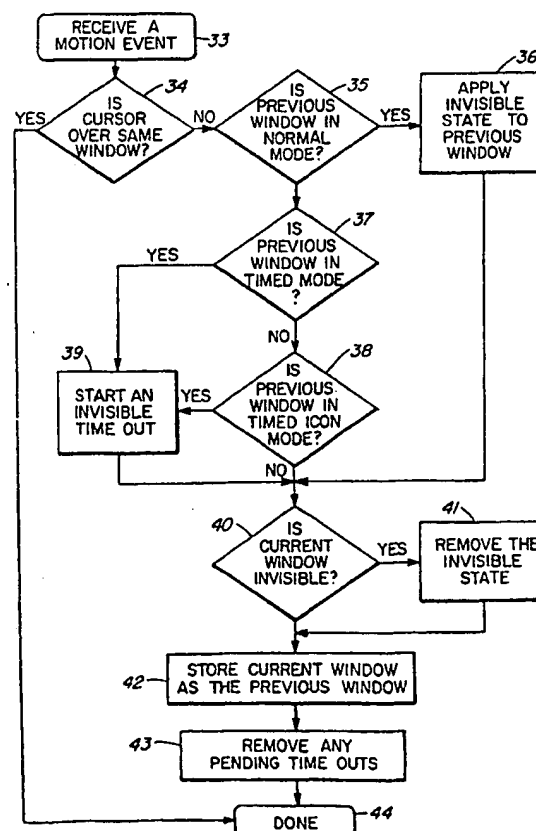 RECEIVE A
MOTION EVENT
33
34
IS
CURSOR
OVER SAME
WINDOW?
YES
NO
35
IS
PREVIOUS
WINDOW IN
NORMAL
MODE?
YES
36
APPLY
INVISIBLE
STATE TO
PREVIOUS
WINDOW
37
IS
PREVIOUS
WINDOW IN
TIMED MODE
?
YES
NO
38
IS
PREVIOUS
WINDOW IN
TIMED ICON
MODE?
YES
NO
39
START AN
INVISIBLE
TIME OUT
40
IS
CURRENT
WINDOW
INVISIBLE?
YES
41
REMOVE THE
INVISIBLE
STATE
42
STORE CURRENT WINDOW
AS THE PREVIOUS WINDOW
43
REMOVE ANY
PENDING TIME OUTS
DONE
44